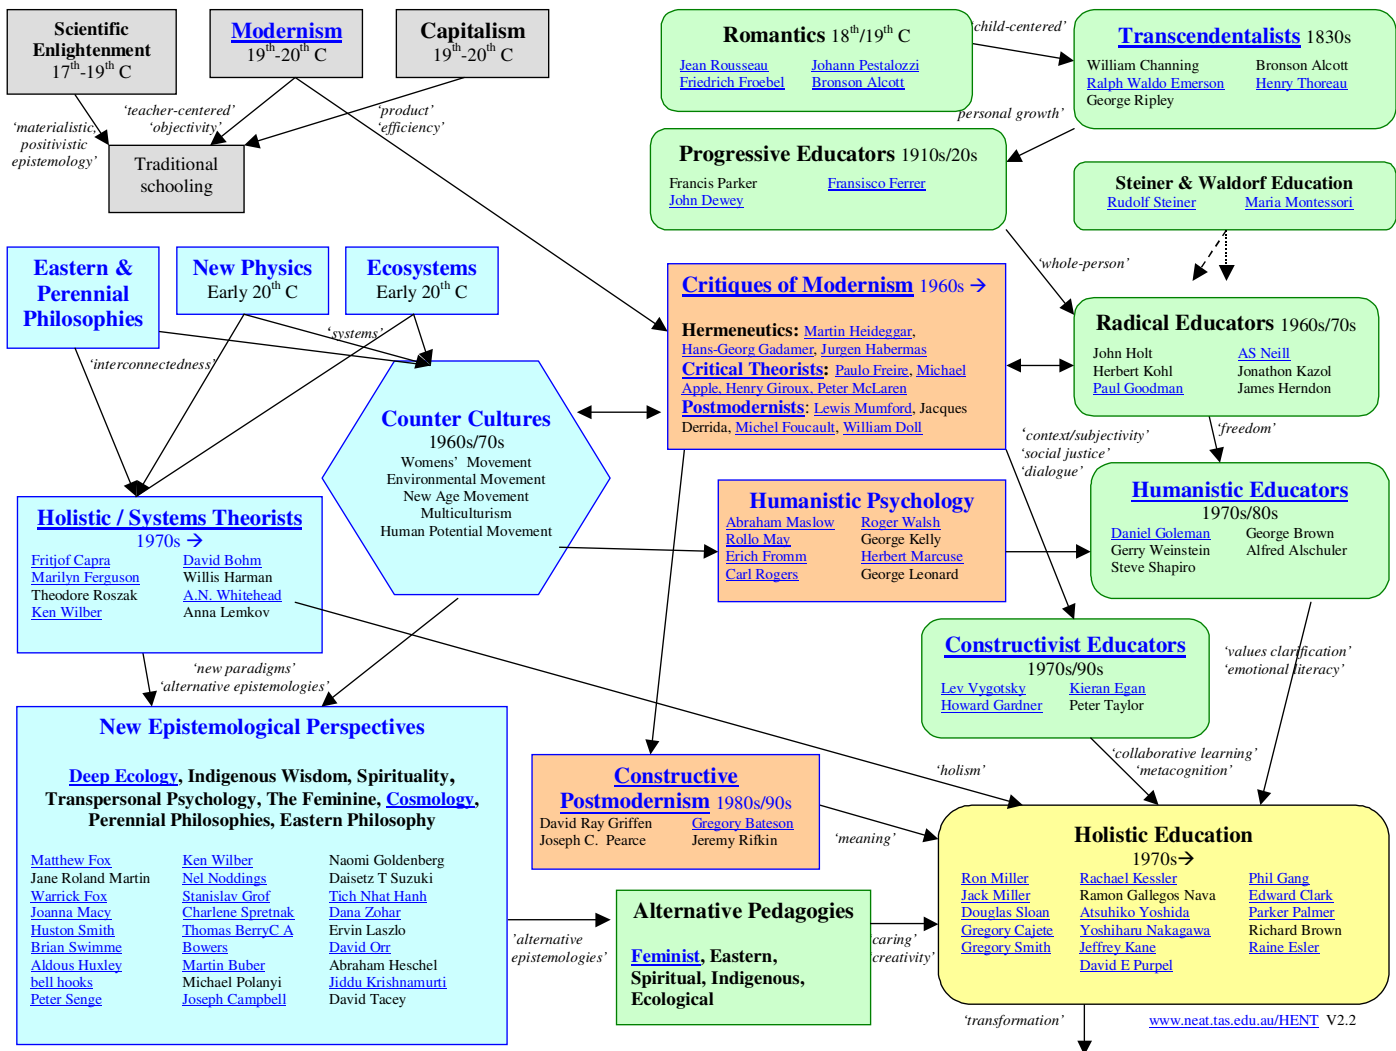 Scientific
Enlightenment
17th-19th C
Modernism
19th-20th C
Capitalism
19th-20th C
'materialistic,
positivistic
epistemology'
'teacher-centered'
'objectivity'
'product'
'efficiency'
Traditional
schooling
Romantics 18th/19th C
Jean Rousseau Johann Pestalozzi
Friedrich Froebel Bronson Alcott
'child-centered'
Transcendentalists 1830s
William Channing Bronson Alcott
Ralph Waldo Emerson Henry Thoreau
George Ripley
personal growth'
Progressive Educators 1910s/20s
Francis Parker Fransisco Ferrer
John Dewey
Steiner & Waldorf Education
Rudolf Steiner Maria Montessori
'whole-person'
Eastern &
Perennial
Philosophies
New Physics
Early 20th C
Ecosystems
Early 20th C
'interconnectedness'
'systems'
Critiques of Modernism 1960s →
Hermeneutics: Martin Heideggar,
Hans-Georg Gadamer, Jurgen Habermas
Critical Theorists: Paulo Freire, Michael
Apple, Henry Giroux, Peter McLaren
Postmodernists: Lewis Mumford, Jacques
Derrida, Michel Foucault, William Doll
Radical Educators 1960s/70s
John Holt AS Neill
Herbert Kohl Jonathon Kazol
Paul Goodman James Herndon
Counter Cultures
1960s/70s
Womens' Movement
Environmental Movement
New Age Movement
Multiculturism
Human Potential Movement
'context/subjectivity'
'social justice'
'dialogue'
'freedom'
Humanistic Psychology
Abraham Maslow Roger Walsh
Rollo May George Kelly
Erich Fromm Herbert Marcuse
Carl Rogers George Leonard
Humanistic Educators
1970s/80s
Daniel Goleman George Brown
Gerry Weinstein Alfred Alschuler
Steve Shapiro
Holistic / Systems Theorists
1970s →
Fritjof Capra David Bohm
Marilyn Ferguson Willis Harman
Theodore Roszak A.N. Whitehead
Ken Wilber Anna Lemkov
'new paradigms'
'alternative epistemologies'
Constructivist Educators
1970s/90s
Lev Vygotsky Kieran Egan
Howard Gardner Peter Taylor
'values clarification'
'emotional literacy'
'collaborative learning'
'metacognition'
'holism'
New Epistemological Perspectives
Deep Ecology, Indigenous Wisdom, Spirituality,
Transpersonal Psychology, The Feminine, Cosmology,
Perennial Philosophies, Eastern Philosophy
Matthew Fox Ken Wilber Naomi Goldenberg
Jane Roland Martin Nel Noddings Daisetz T Suzuki
Warrick Fox Stanislav Grof Tich Nhat Hanh
Joanna Macy Charlene Spretnak Dana Zohar
Huston Smith Thomas BerryC A Ervin Laszlo
Brian Swimme Bowers David Orr
Aldous Huxley Martin Buber Abraham Heschel
bell hooks Michael Polanyi Jiddu Krishnamurti
Peter Senge Joseph Campbell David Tacey
Constructive
Postmodernism 1980s/90s
David Ray Griffen Gregory Bateson
Joseph C. Pearce Jeremy Rifkin
'meaning'
Alternative Pedagogies
Feminist, Eastern,
Spiritual, Indigenous,
Ecological
'alternative
epistemologies'
'caring'
'creativity'
Holistic Education
1970s→
Ron Miller Rachael Kessler Phil Gang
Jack Miller Ramon Gallegos Nava Edward Clark
Douglas Sloan Atsuhiko Yoshida Parker Palmer
Gregory Cajete Yoshiharu Nakagawa Richard Brown
Gregory Smith Jeffrey Kane Raine Esler
David E Purpel
'transformation'
www.neat.tas.edu.au/HENT V2.2